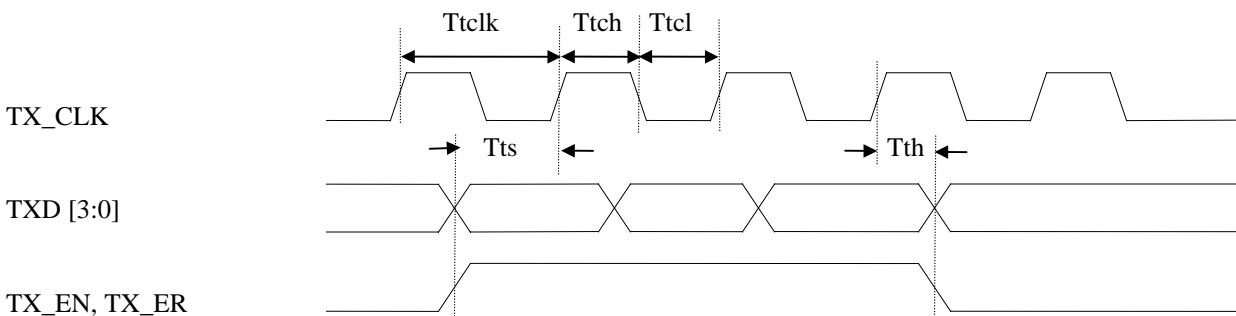 Ttclk Ttch Ttcl
TX_CLK
Tts Tth
TXD [3:0]
TX_EN, TX_ER